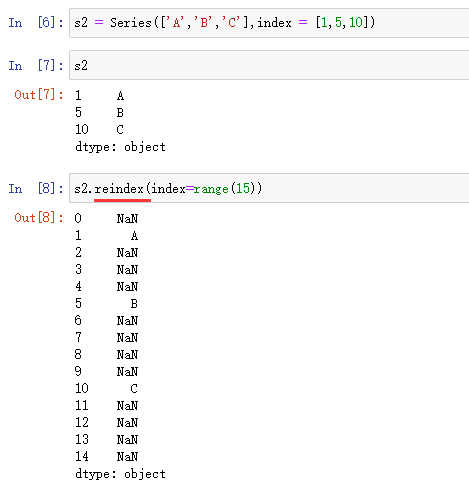 In [6]: s2 = Series(['A','B','C'],index = [1,5,10])
In [7]: s2
Out[7]: 1 A
5 B
10 C
dtype: object
In [8]: s2.reindex(index=range(15))
Out[8]: 0 NaN
1 A
2 NaN
3 NaN
4 NaN
5 B
6 NaN
7 NaN
8 NaN
9 NaN
10 C
11 NaN
12 NaN
13 NaN
14 NaN
dtype: object